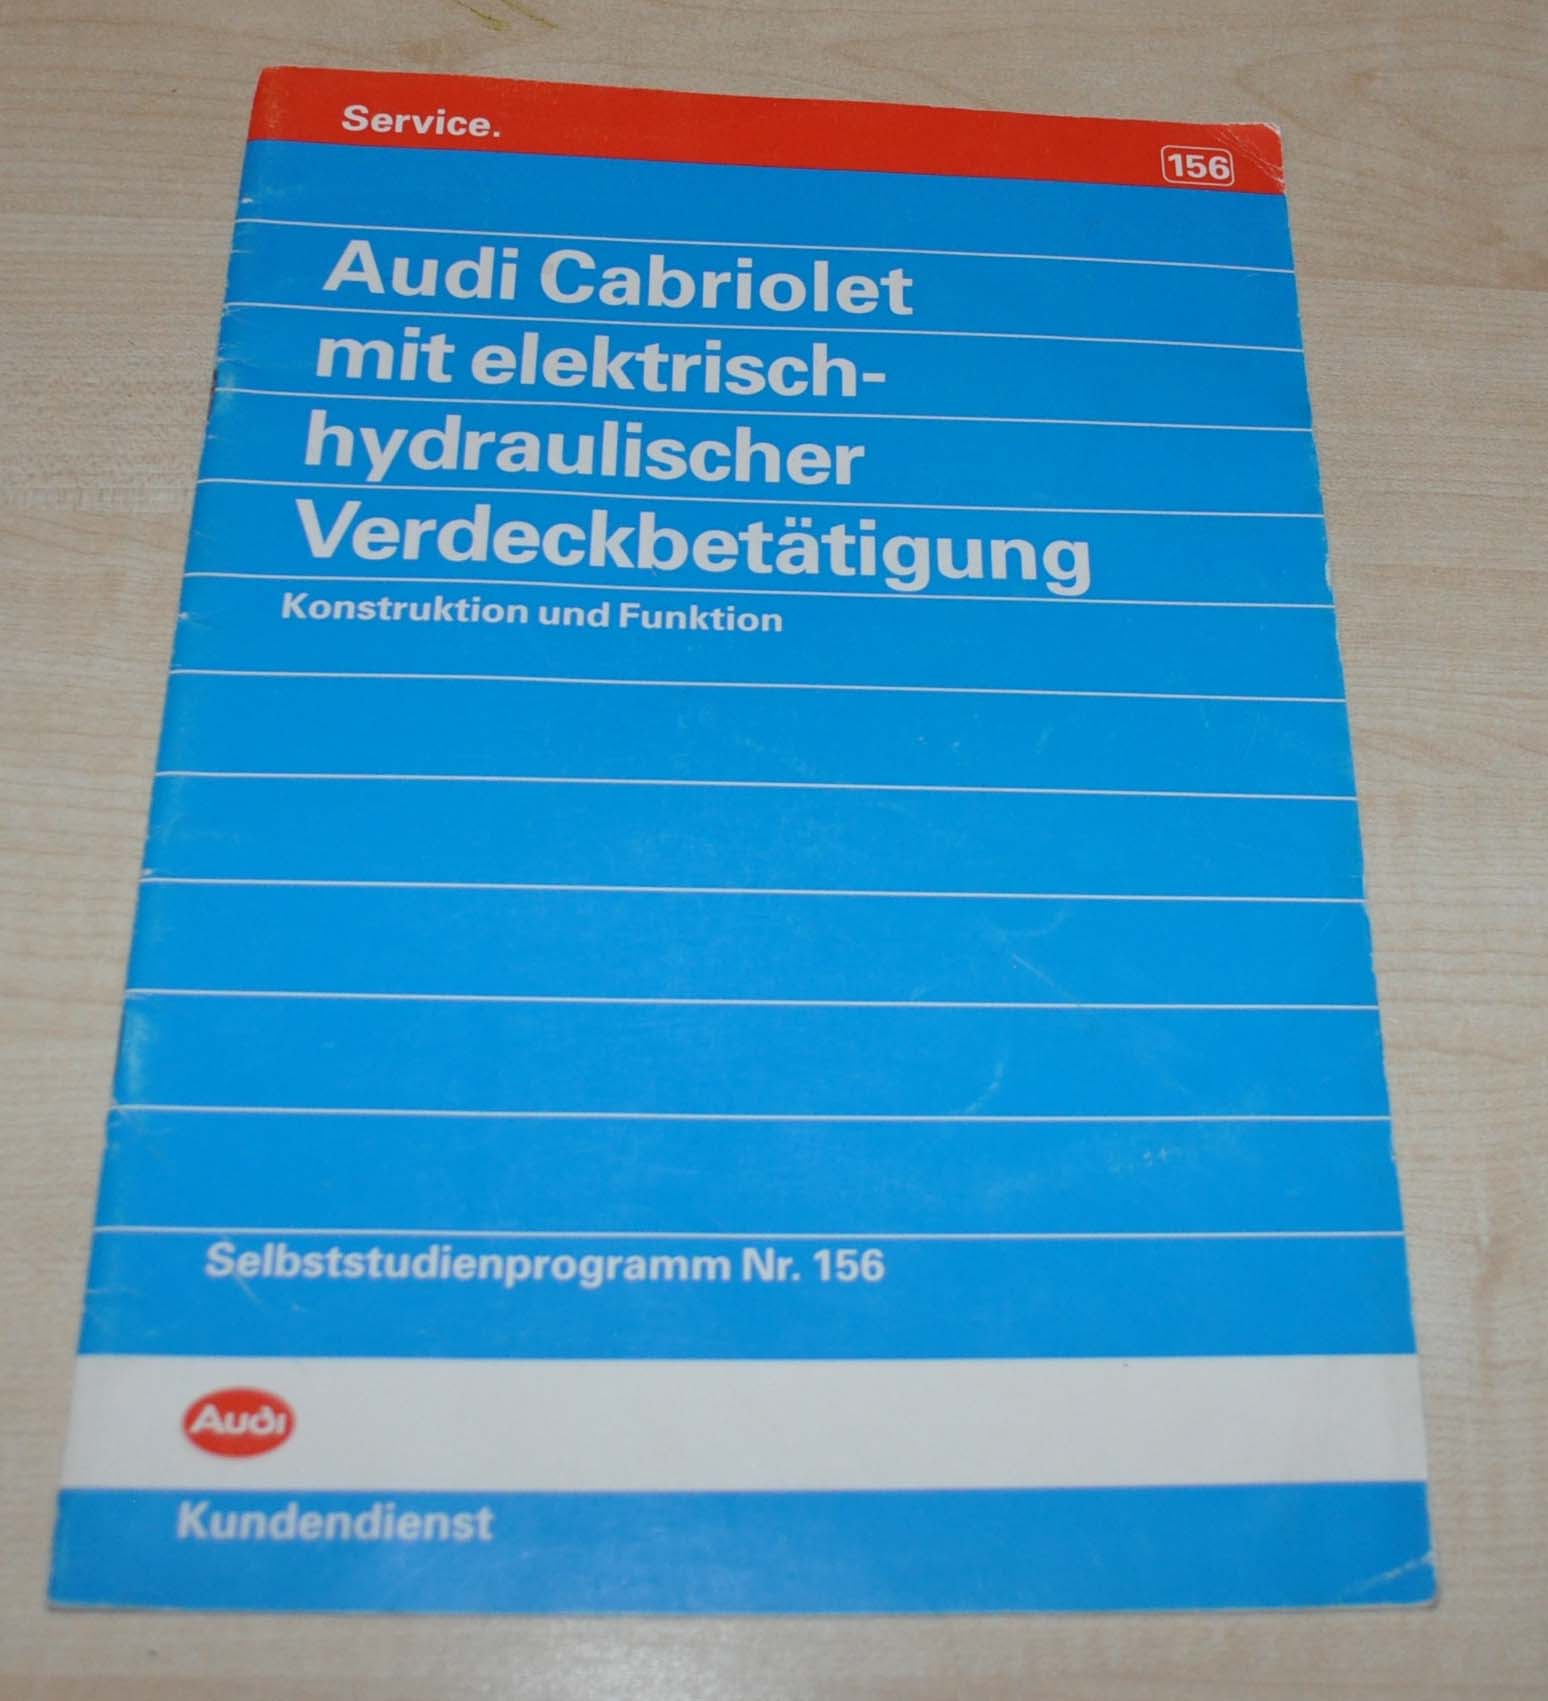 Service.
156
Audi Cabriolet
mit elektrisch-
hydraulischer
Verdeckbetätigung
Konstruktion und Funktion
Selbststudienprogramm Nr. 156
Audi
Kundendienst